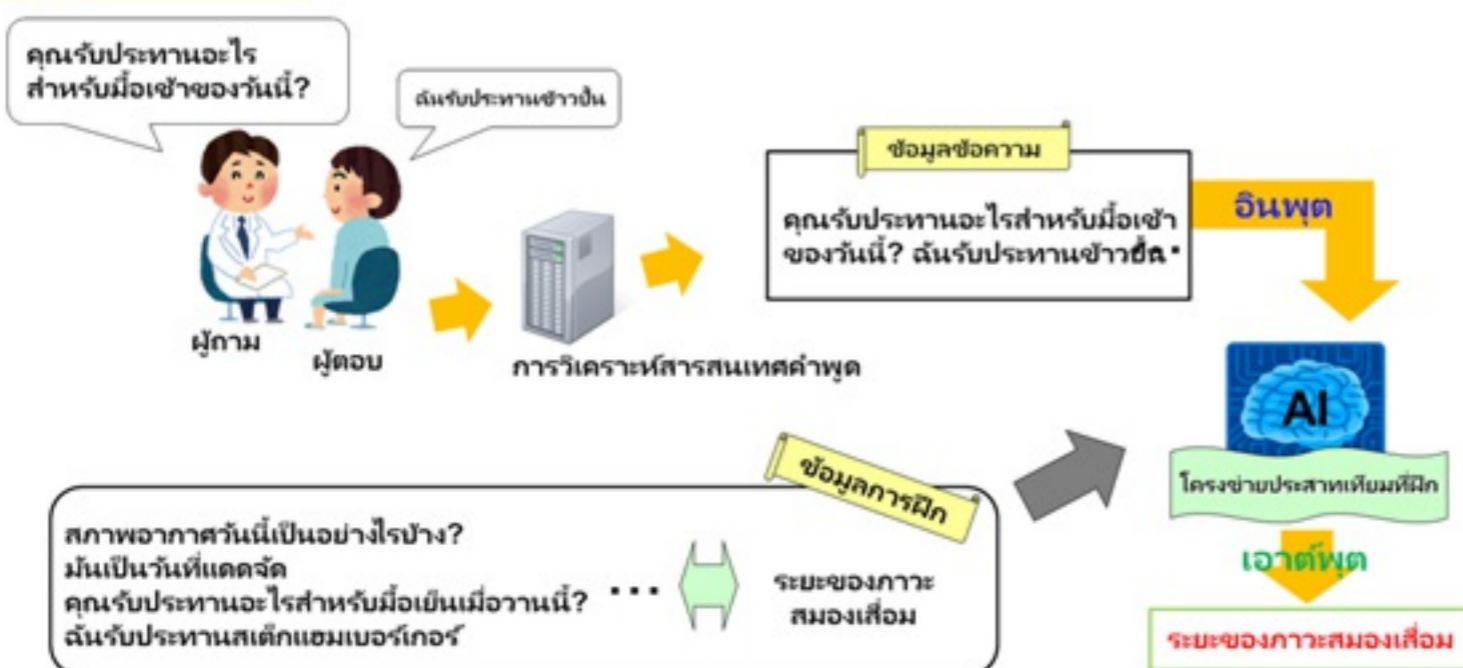 คุณรับประทานอะไร
สำหรับมื้อเช้าของวันนี้?
ฉันรับประทานข้าวปั้น
ผู้ถาม
ผู้ตอบ
การวิเคราะห์สารสนเทศคำพูด
ข้อมูลข้อความ
คุณรับประทานอะไรสำหรับมื้อเช้า
ของวันนี้? ฉันรับประทานข้าวปั้น...
อินพุต
AI
โครงข่ายประสาทเทียมที่ฝึก
เอาต์พุต
ระยะของภาวะสมองเสื่อม
ข้อมูลการฝึก
สภาพอากาศวันนี้เป็นอย่างไรบ้าง?
มันเป็นวันที่แดดจัด
คุณรับประทานอะไรสำหรับมื้อเย็นเมื่อวานนี้? ...
ฉันรับประทานสเต็กแฮมเบอร์เกอร์
ระยะของภาวะ
สมองเสื่อม